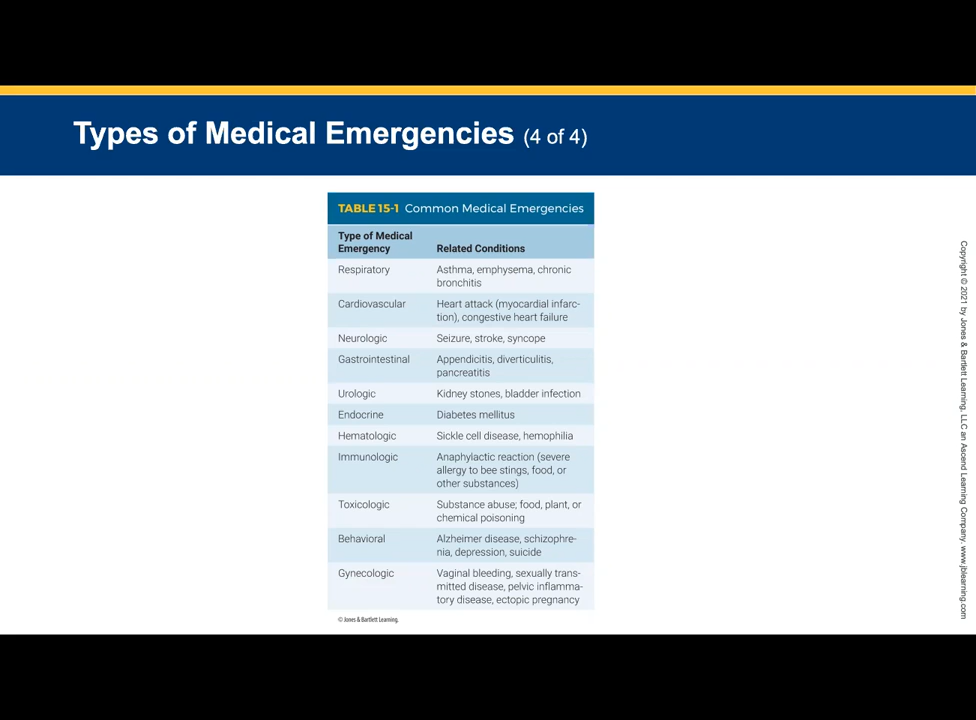 Types of Medical Emergencies (4 of 4)
TABLE 15-1 Common Medical Emergencies
Type of Medical
Emergency
Related Conditions
Respiratory
Asthma, emphysema, chronic
bronchitis
Cardiovascular
Heart attack (myocardial infarc-
tion), congestive heart failure
Neurologic
Seizure, stroke, syncope
Gastrointestinal
Appendicitis, diverticulitis,
pancreatitis
Urologic
Kidney stones, bladder infection
Endocrine
Diabetes mellitus
Hematologic
Sickle cell disease, hemophilia
Immunologic
Anaphylactic reaction (severe
allergy to bee stings, food, or
other substances)
Toxicologic
Substance abuse; food, plant, or
chemical poisoning
Behavioral
Alzheimer disease, schizophre-
nia, depression, suicide
Gynecologic
Vaginal bleeding, sexually trans-
mitted disease, pelvic inflamma-
tory disease, ectopic pregnancy
© Jones & Bartlett Learning.
Copyright © 2021 by Jones & Bartlett Learning, LLC an Ascend Learning Company. www.jblearning.com